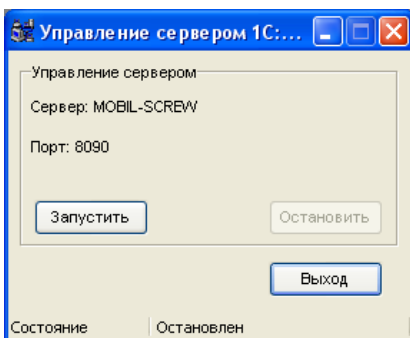 Управление сервером 1С:...
Управление сервером
Сервер: MOBIL-SCREW
Порт: 8090
Запустить Остановить
Выход
Состояние Остановлен